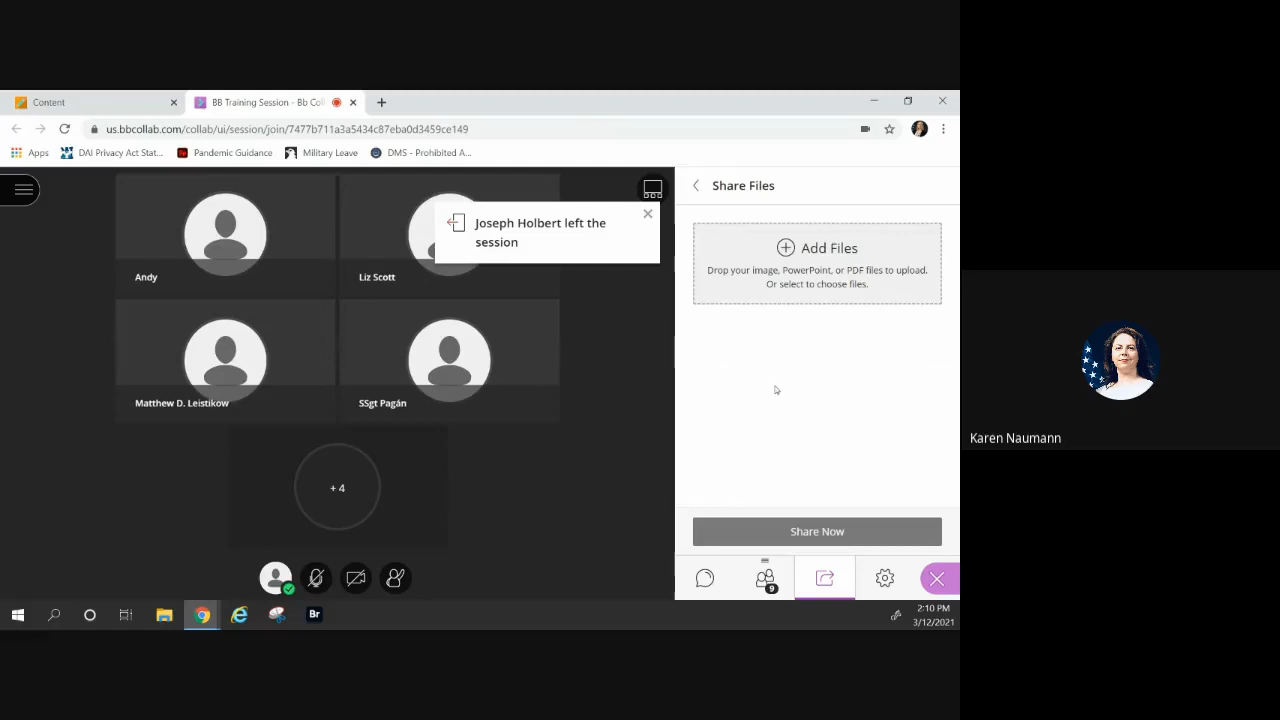 Content
BB Training Session - Bb Coll
us.bbcollab.com/collab/ui/session/join/7477b711a3a5434c87eba0d3459ce149
Apps DAI Privacy Act Stat... Pandemic Guidance Military Leave DMS - Prohibited A...
Share Files
Joseph Holbert left the
session
Andy
Liz Scott
Add Files
Drop your image, PowerPoint, or PDF files to upload.
Or select to choose files.
Matthew D. Leistikow
SSgt Pagán
+ 4
Share Now
9
Br
2:10 PM
3/12/2021
Karen Naumann